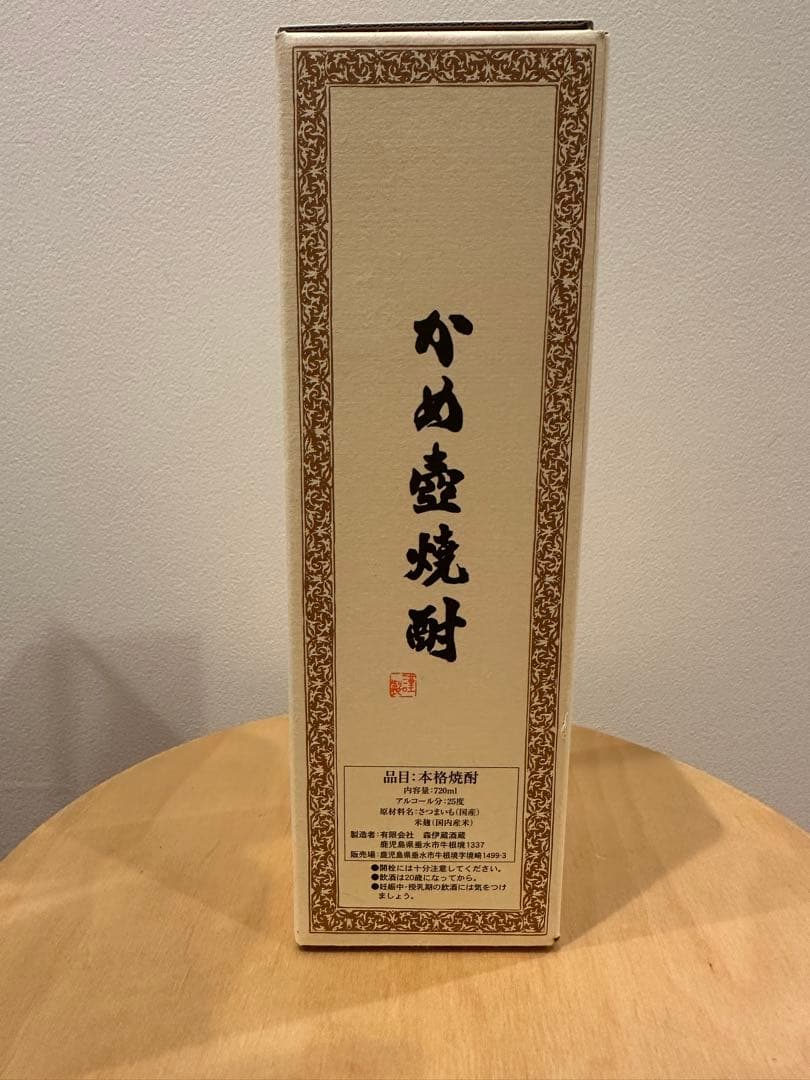 かめ壺焼酎
品目:本格焼酎
内容量:720ml
アルコール分:25度
原材料名:さつまいも(国産)
米麹(国内産米)
製造者:有限会社 森伊蔵酒蔵
鹿児島県垂水市牛根境1337
販売場:鹿児島県垂水市牛根境字境崎1499-3
●開栓には十分注意してください。
●飲酒は20歳になってから。
●妊娠中・授乳期の飲酒には気をつけ
ましょう。